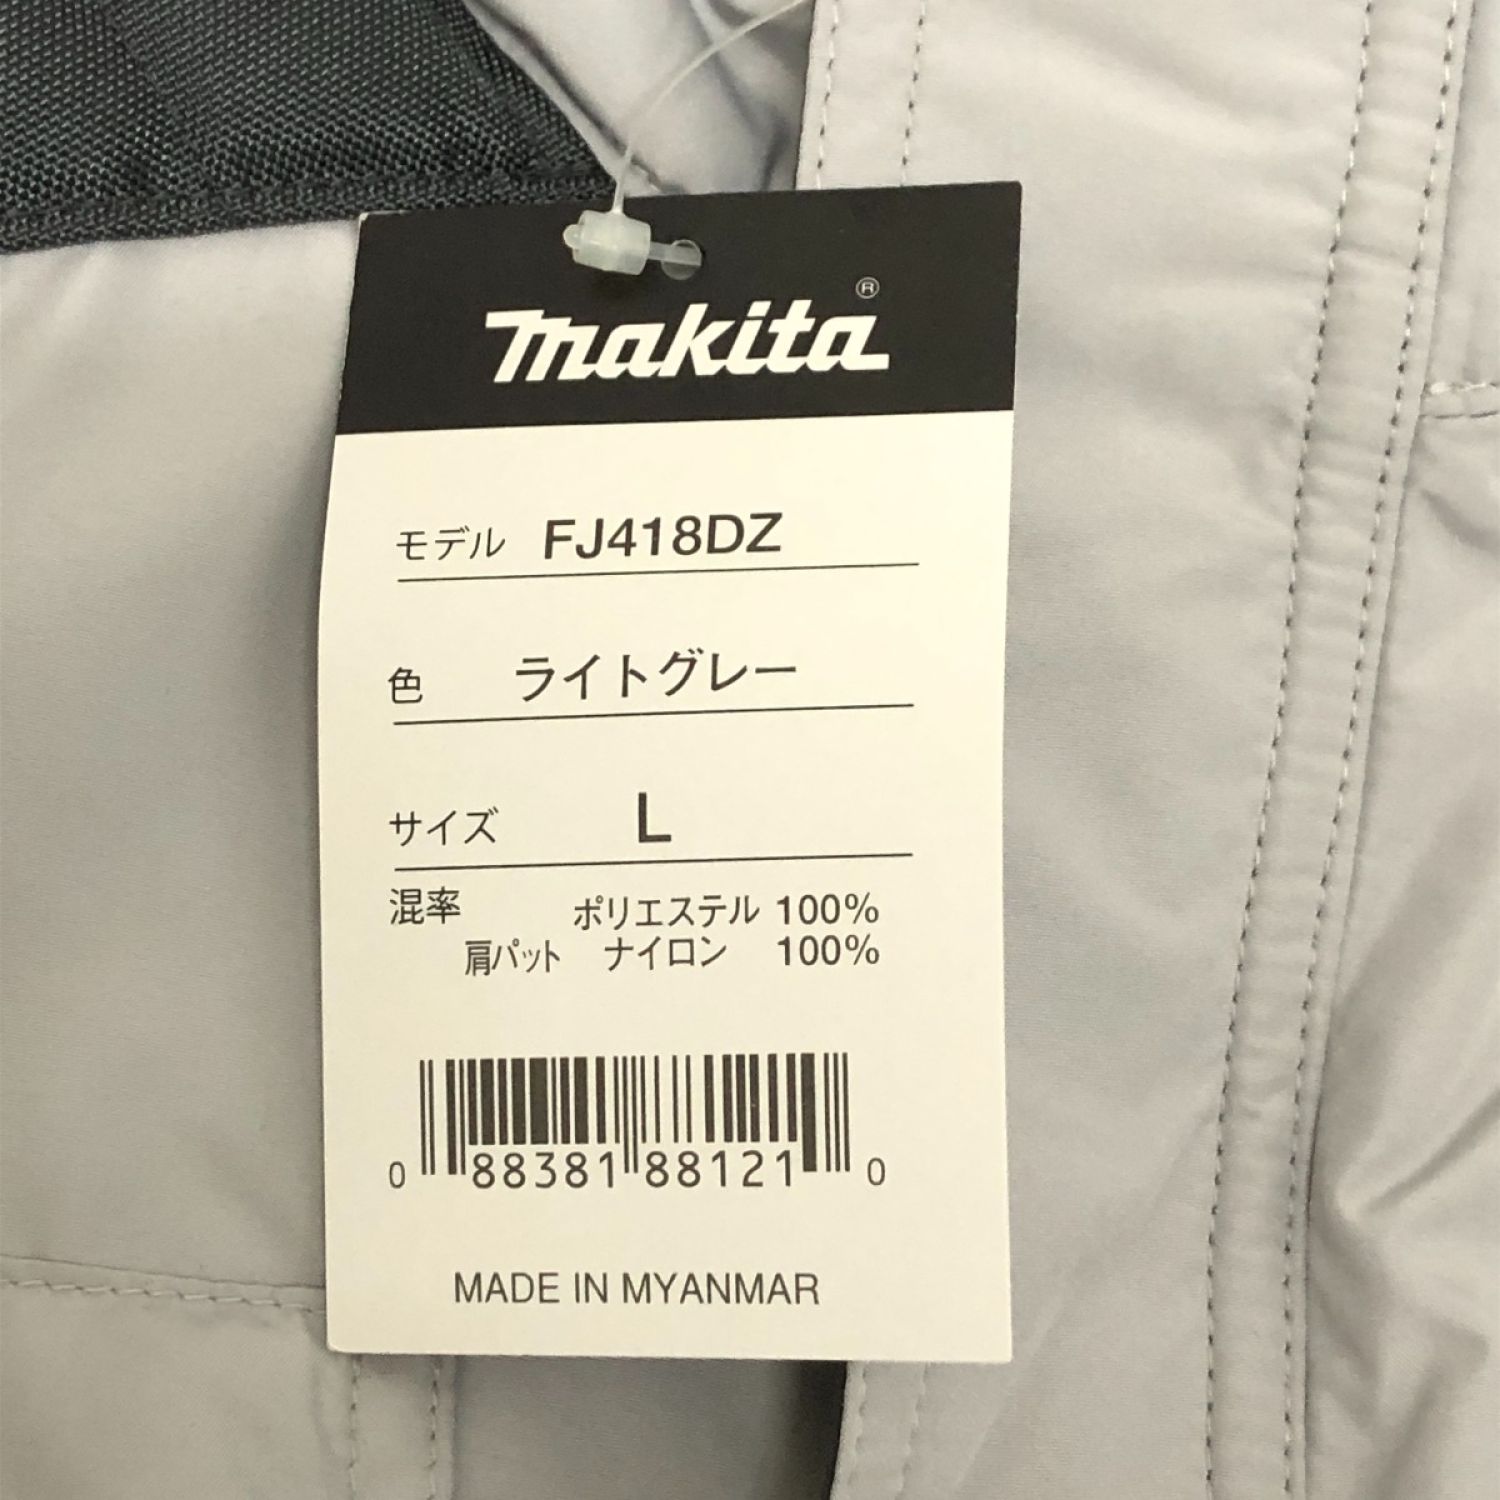 makita®
モデル FJ418DZ
色 ライトグレー
サイズ L
混率 ポリエステル 100%
肩パット ナイロン 100%
0 88381 88121 0
MADE IN MYANMAR